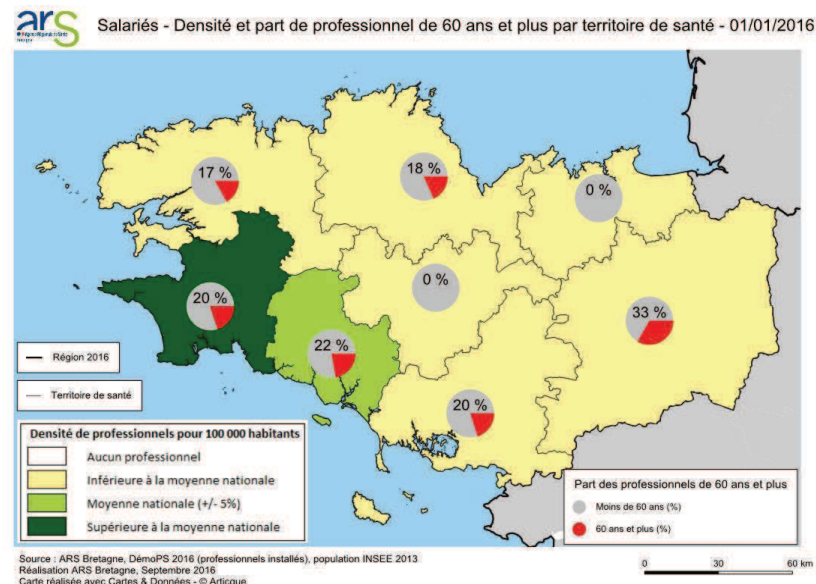 ars
Salariés - Densité et part de professionnel de 60 ans et plus par territoire de santé - 01/01/2016
17 %
18 %
0 %
0 %
20 %
33 %
22 %
20 %
Région 2016
Territoire de santé
Densité de professionnels pour 100 000 habitants
Aucun professionnel
Inférieure à la moyenne nationale
Moyenne nationale (+/- 5%)
Supérieure à la moyenne nationale
Part des professionnels de 60 ans et plus
Moins de 60 ans (%)
60 ans et plus (%)
Source : ARS Bretagne, DémoPS 2016 (professionnels installés), population INSEE 2013
Réalisation ARS Bretagne, Septembre 2016
Carte réalisée avec Cartes & Données - © Articque
0 30 60 km